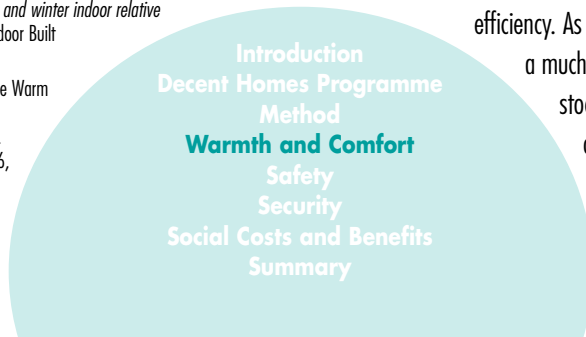 and winter indoor relative
door Built
e Warm
%,
efficiency. As
a much
Introduction
Decent Homes Programme
Method
Warmth and Comfort
Safety
Security
Social Costs and Benefits
Summary